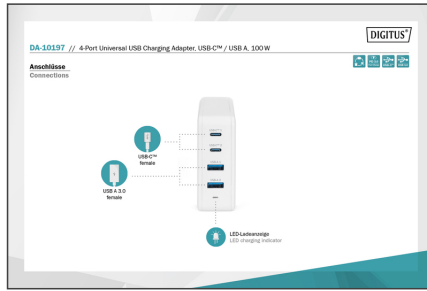 DIGITUS®
DA-10197 // 4-Port Universal USB Charging Adapter, USB-C™ / USB A, 100 W
Anschlüsse
Connections
USB-C™
female
USB A 3.0
female
LED-Ladeanzeige
LED charging indicator